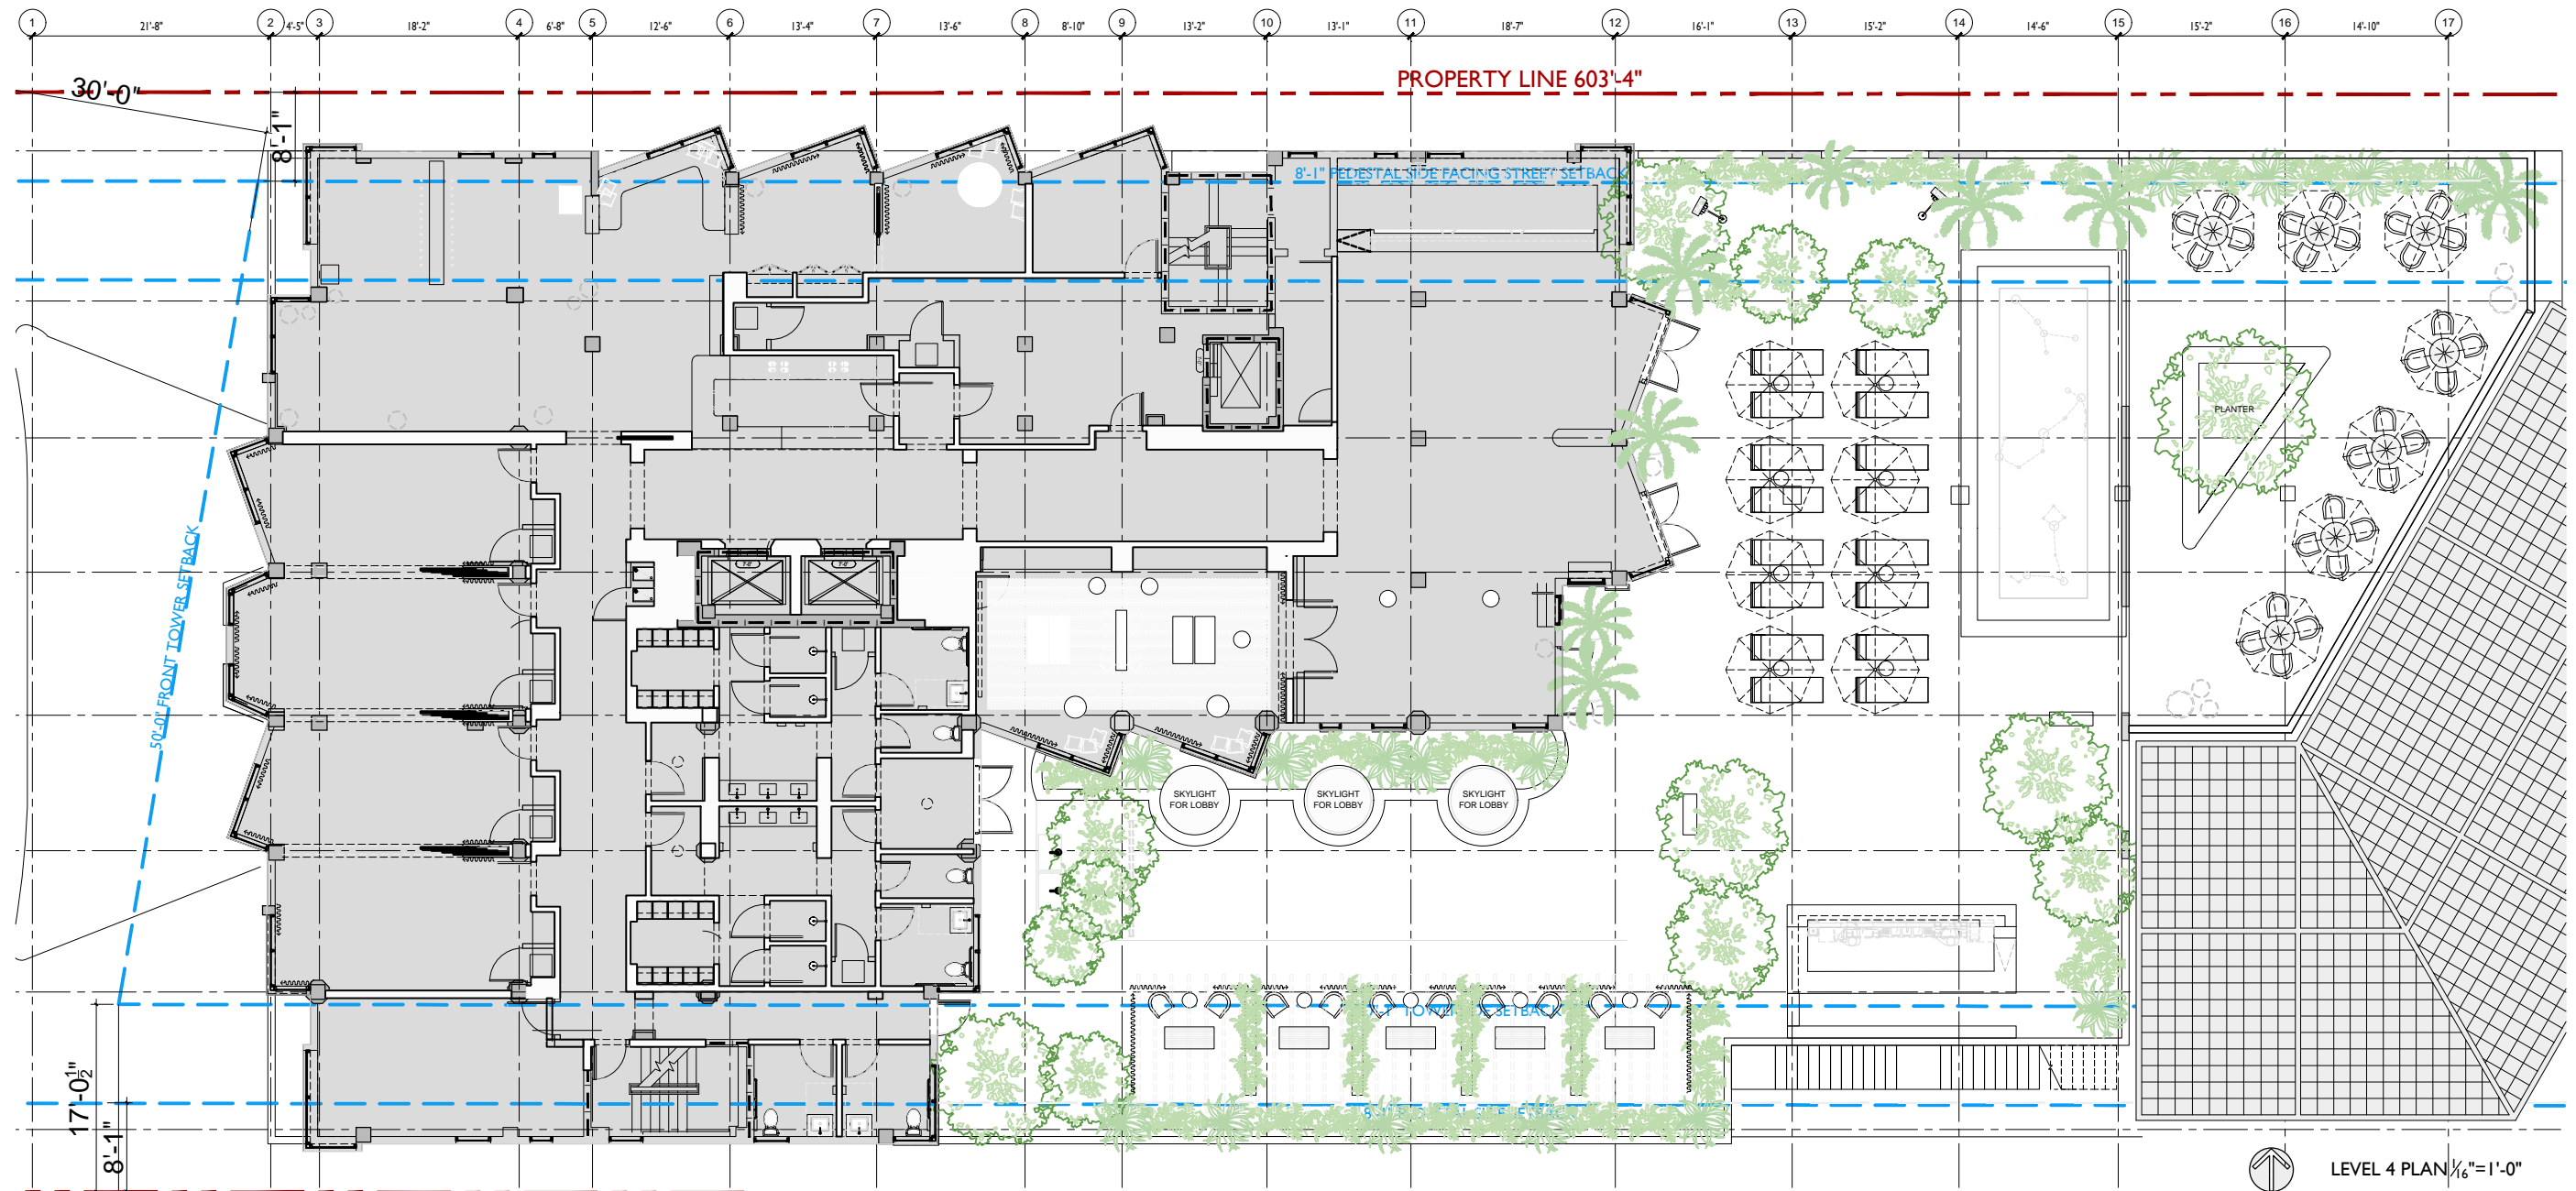 1 2 3 4 5 6 7 8 9 10 11 12 13 14 15 16 17
21'-8" 4'-5" 18'-2" 6'-8" 12'-6" 13'-4" 13'-6" 8'-10" 13'-2" 13'-1" 18'-7" 16'-1" 15'-2" 14'-6" 15'-2" 14'-10"
PROPERTY LINE 603'-4"
30'-0"
8'-1"
8'-1" PEDESTAL SIDE FACING STREET SETBACK
PLANTER
50'-0" FRONT TOWER SETBACK
SKYLIGHT
FOR LOBBY
SKYLIGHT
FOR LOBBY
SKYLIGHT
FOR LOBBY
TOWER SETBACK
17'-0½"
8'-1"
LEVEL 4 PLAN 1/16"=1'-0"